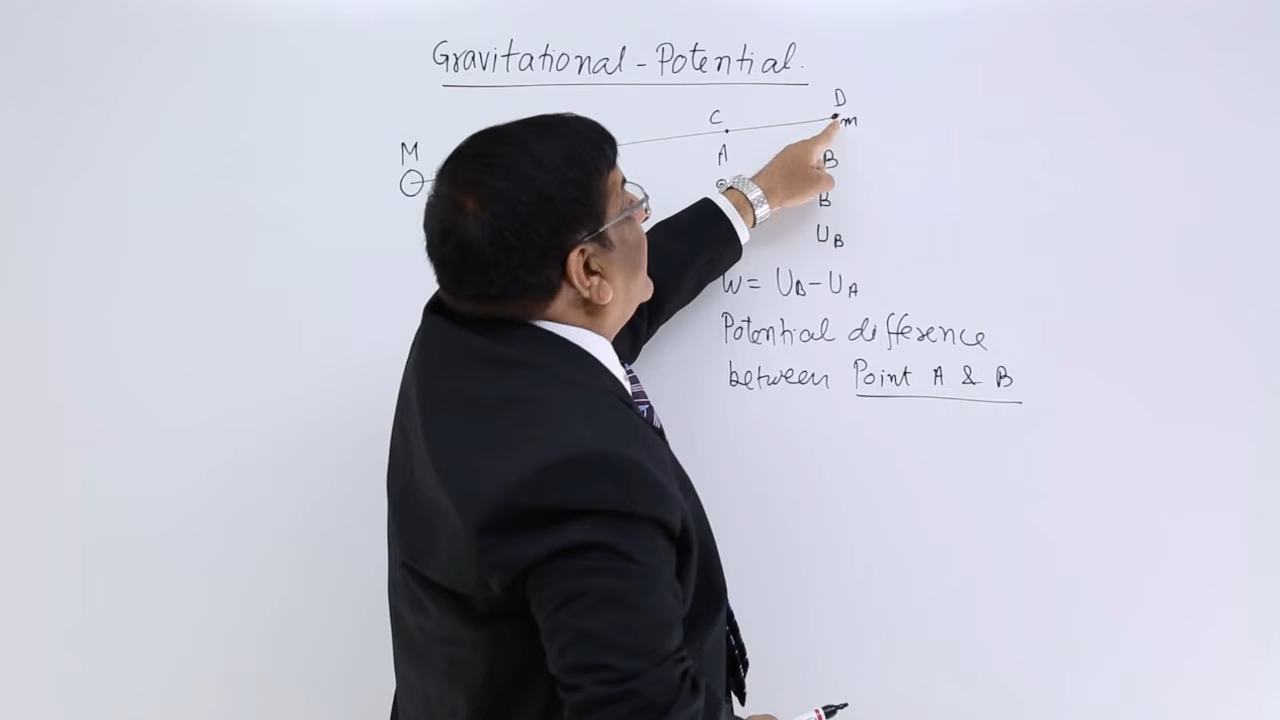 Gravitational - Potential.
D
C
m
M
A
B
B
U_B
W = U_B - U_A
Potential difference
between Point A & B